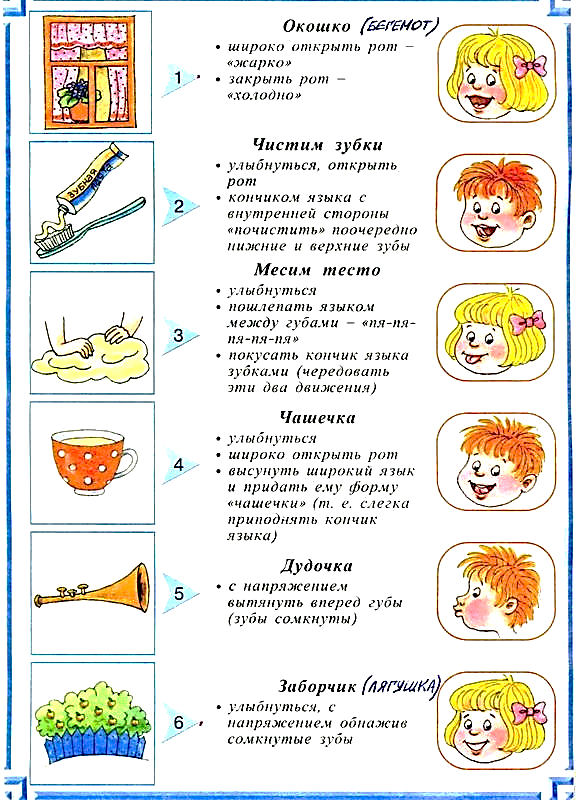 Окошко (БЕГЕМОТ)
• широко открыть рот –
«жарко»
1
• закрыть рот –
«холодно»
Чистим зубки
• улыбнуться, открыть
рот
ЗУБНАЯ
ПАСТА
2
• кончиком языка с
внутренней стороны
«почистить» поочередно
нижние и верхние зубы
Месим тесто
• улыбнуться
• пошлепать языком
между губами – «пя-пя-
пя-пя-пя»
3
• покусать кончик языка
зубками (чередовать
эти два движения)
Чашечка
• улыбнуться
• широко открыть рот
4
• высунуть широкий язык
и придать ему форму
«чашечки» (т. е. слегка
приподнять кончик
языка)
Дудочка
5
• с напряжением
вытянуть вперед губы
(зубы сомкнуты)
Заборчик (ЛЯГУШКА)
6
• улыбнуться, с
напряжением обнажив
сомкнутые зубы